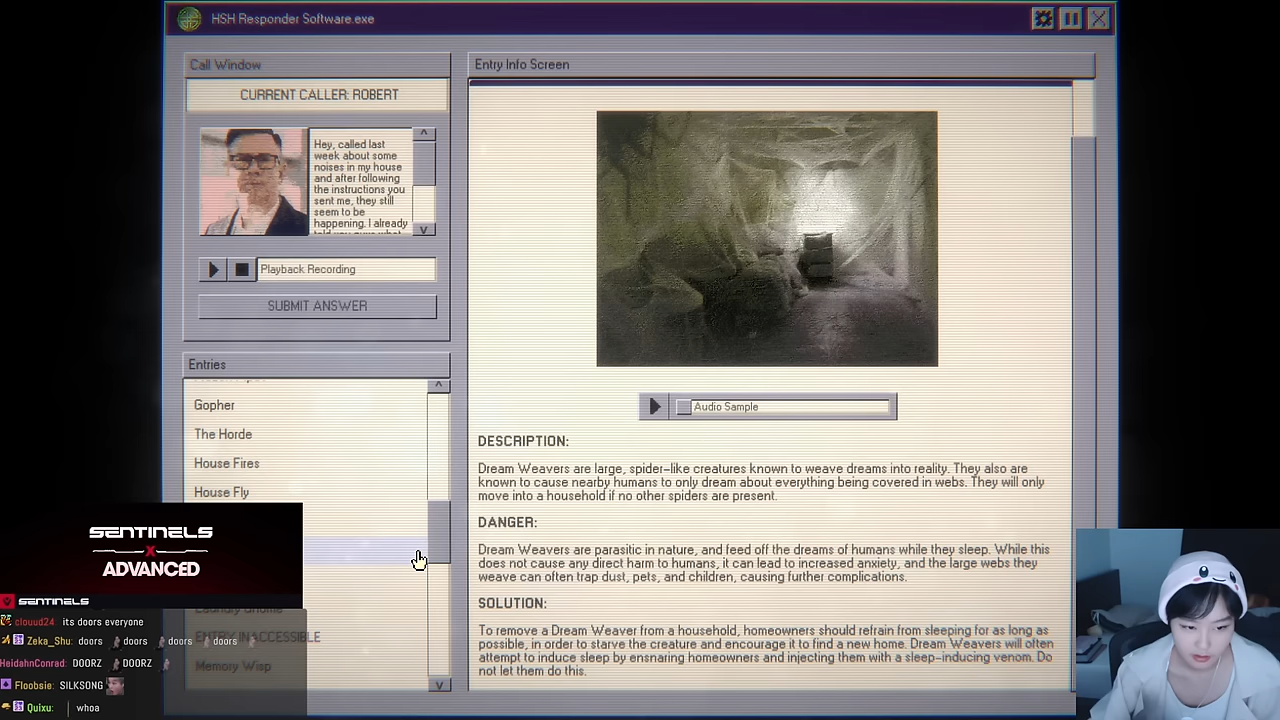 HSH Responder Software.exe
Call Window
CURRENT CALLER: ROBERT
Hey, called last
week about some
noises in my house
and after following
the instructions you
sent me, they still
seem to be
happening. I already
Playback Recording
SUBMIT ANSWER
Entries
Gopher
The Horde
House Fires
House Fly
Laundry Gnome
ENTRY INACCESSIBLE
Memory Wisp
Entry Info Screen
Audio Sample
DESCRIPTION:
Dream Weavers are large, spider-like creatures known to weave dreams into reality. They also are
known to cause nearby humans to only dream about everything being covered in webs. They will only
move into a household if no other spiders are present.
DANGER:
Dream Weavers are parasitic in nature, and feed off the dreams of humans while they sleep. While this
does not cause any direct harm to humans, it can lead to increased anxiety, and the large webs they
weave can often trap dust, pets, and children, causing further complications.
SOLUTION:
To remove a Dream Weaver from a household, homeowners should refrain from sleeping for as long as
possible, in order to starve the creature and encourage it to find a new home. Dream Weavers will often
attempt to induce sleep by ensnaring homeowners and injecting them with a sleep-inducing venom. Do
not let them do this.
SENTINELS
X
ADVANCED
SENTINELS
cloud24: its doors everyone
Zeka_Shu: doors doors doors doors
HeidahnConrad: DOORZ DOORZ
Floobsie: SILKSONG
Quixu: whoa